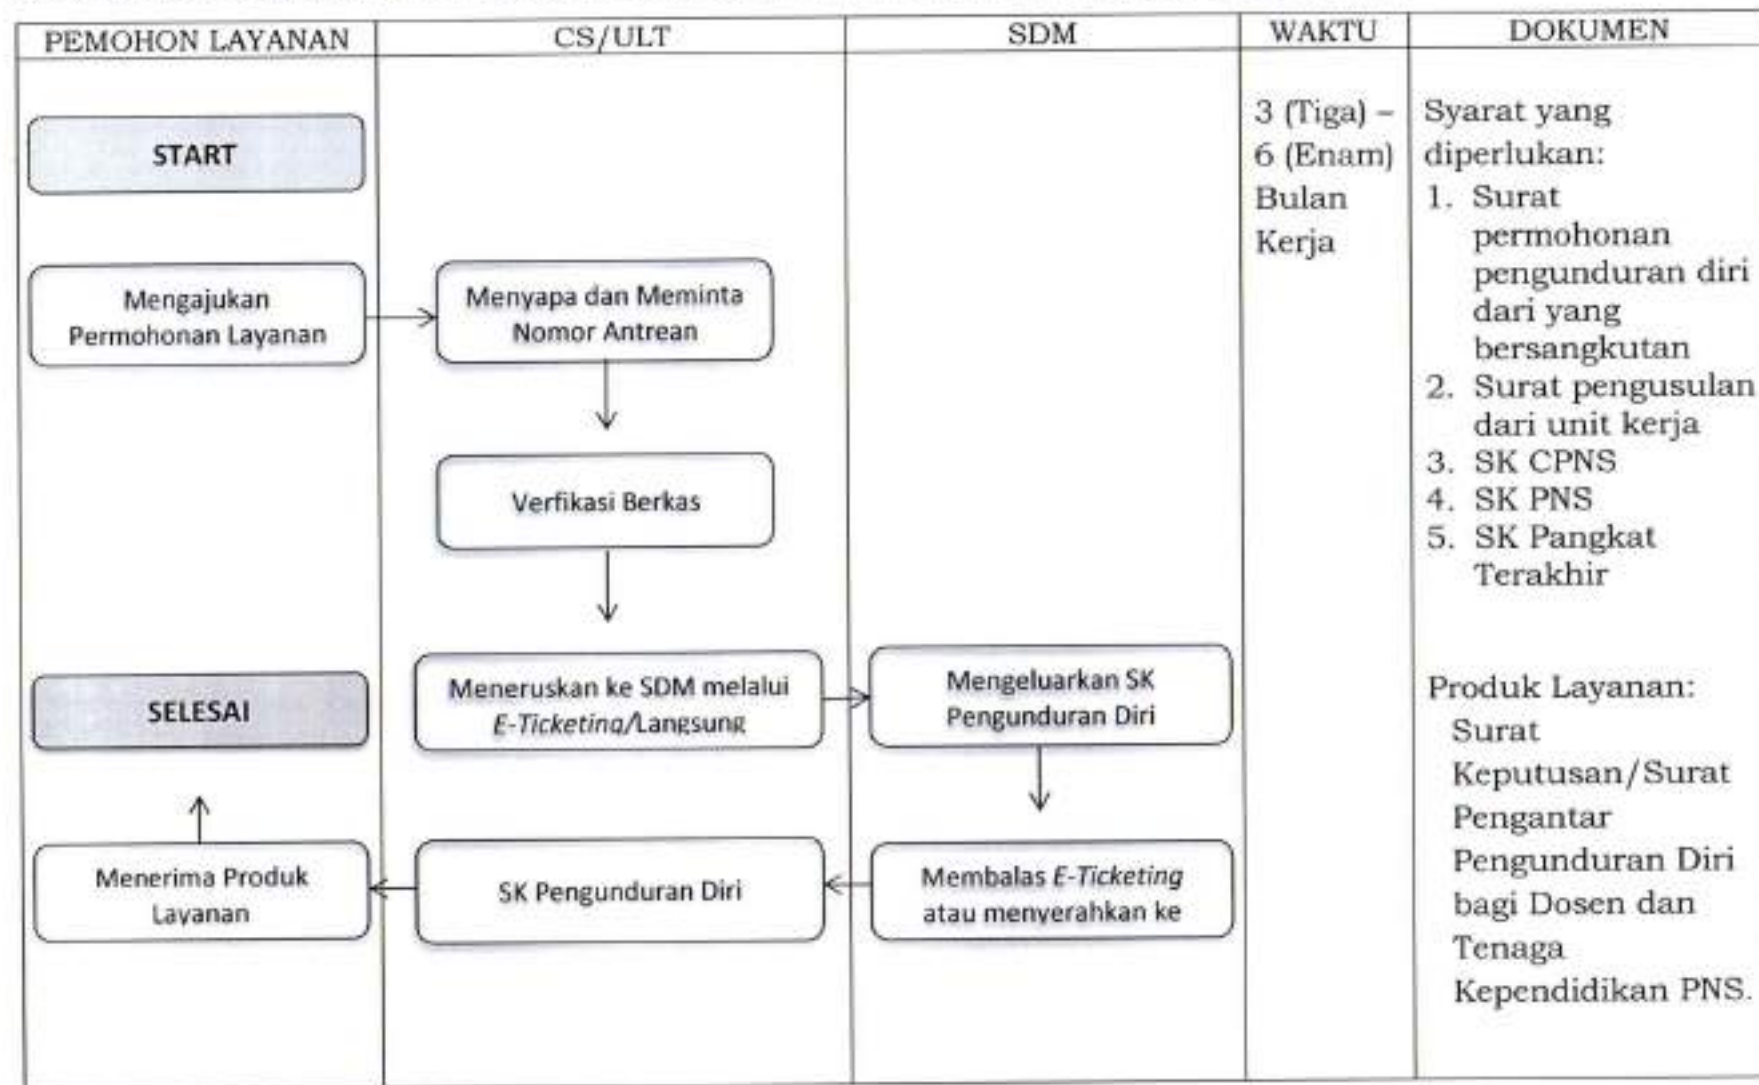 PEMOHON LAYANAN
CS/ULT
SDM
WAKTU
DOKUMEN
START
Mengajukan
Permohonan Layanan
Menyapa dan Meminta
Nomor Antrean
Verfikasi Berkas
Meneruskan ke SDM melalui
E-Ticketing/Langsung
Mengeluarkan SK
Pengunduran Diri
Membalas E-Ticketing
atau menyerahkan ke
SK Pengunduran Diri
Menerima Produk
Layanan
SELESAI
3 (Tiga) –
6 (Enam)
Bulan
Kerja
Syarat yang
diperlukan:
1. Surat
permohonan
pengunduran diri
dari yang
bersangkutan
2. Surat pengusulan
dari unit kerja
3. SK CPNS
4. SK PNS
5. SK Pangkat
Terakhir
Produk Layanan:
Surat
Keputusan/Surat
Pengantar
Pengunduran Diri
bagi Dosen dan
Tenaga
Kependidikan PNS.